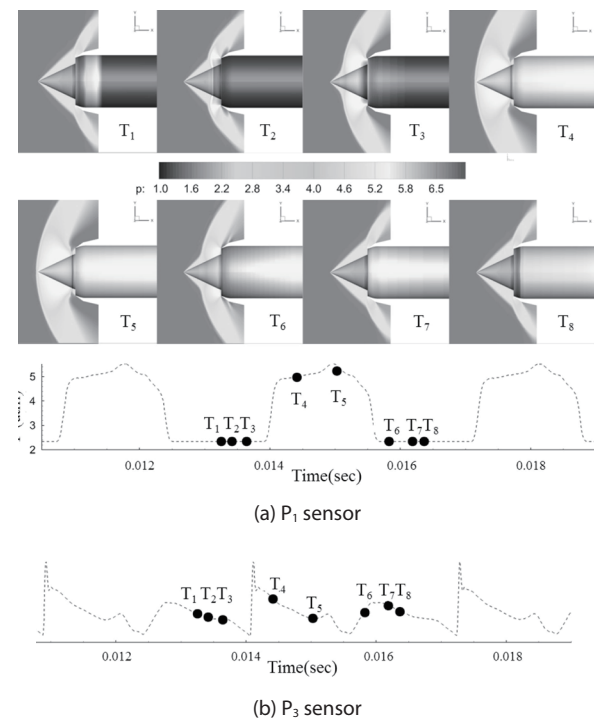 T1 T2 T3 T4
p: 1.0 1.6 2.2 2.8 3.4 4.0 4.6 5.2 5.8 6.5
T5 T6 T7 T8
5
4
3
2
T1 T2 T3 T4 T5 T6 T7 T8
0.012 0.014 0.016 0.018
Time(sec)
(a) P1 sensor
T1 T2 T3 T4 T5 T6 T7 T8
0.012 0.014 0.016 0.018
Time(sec)
(b) P3 sensor